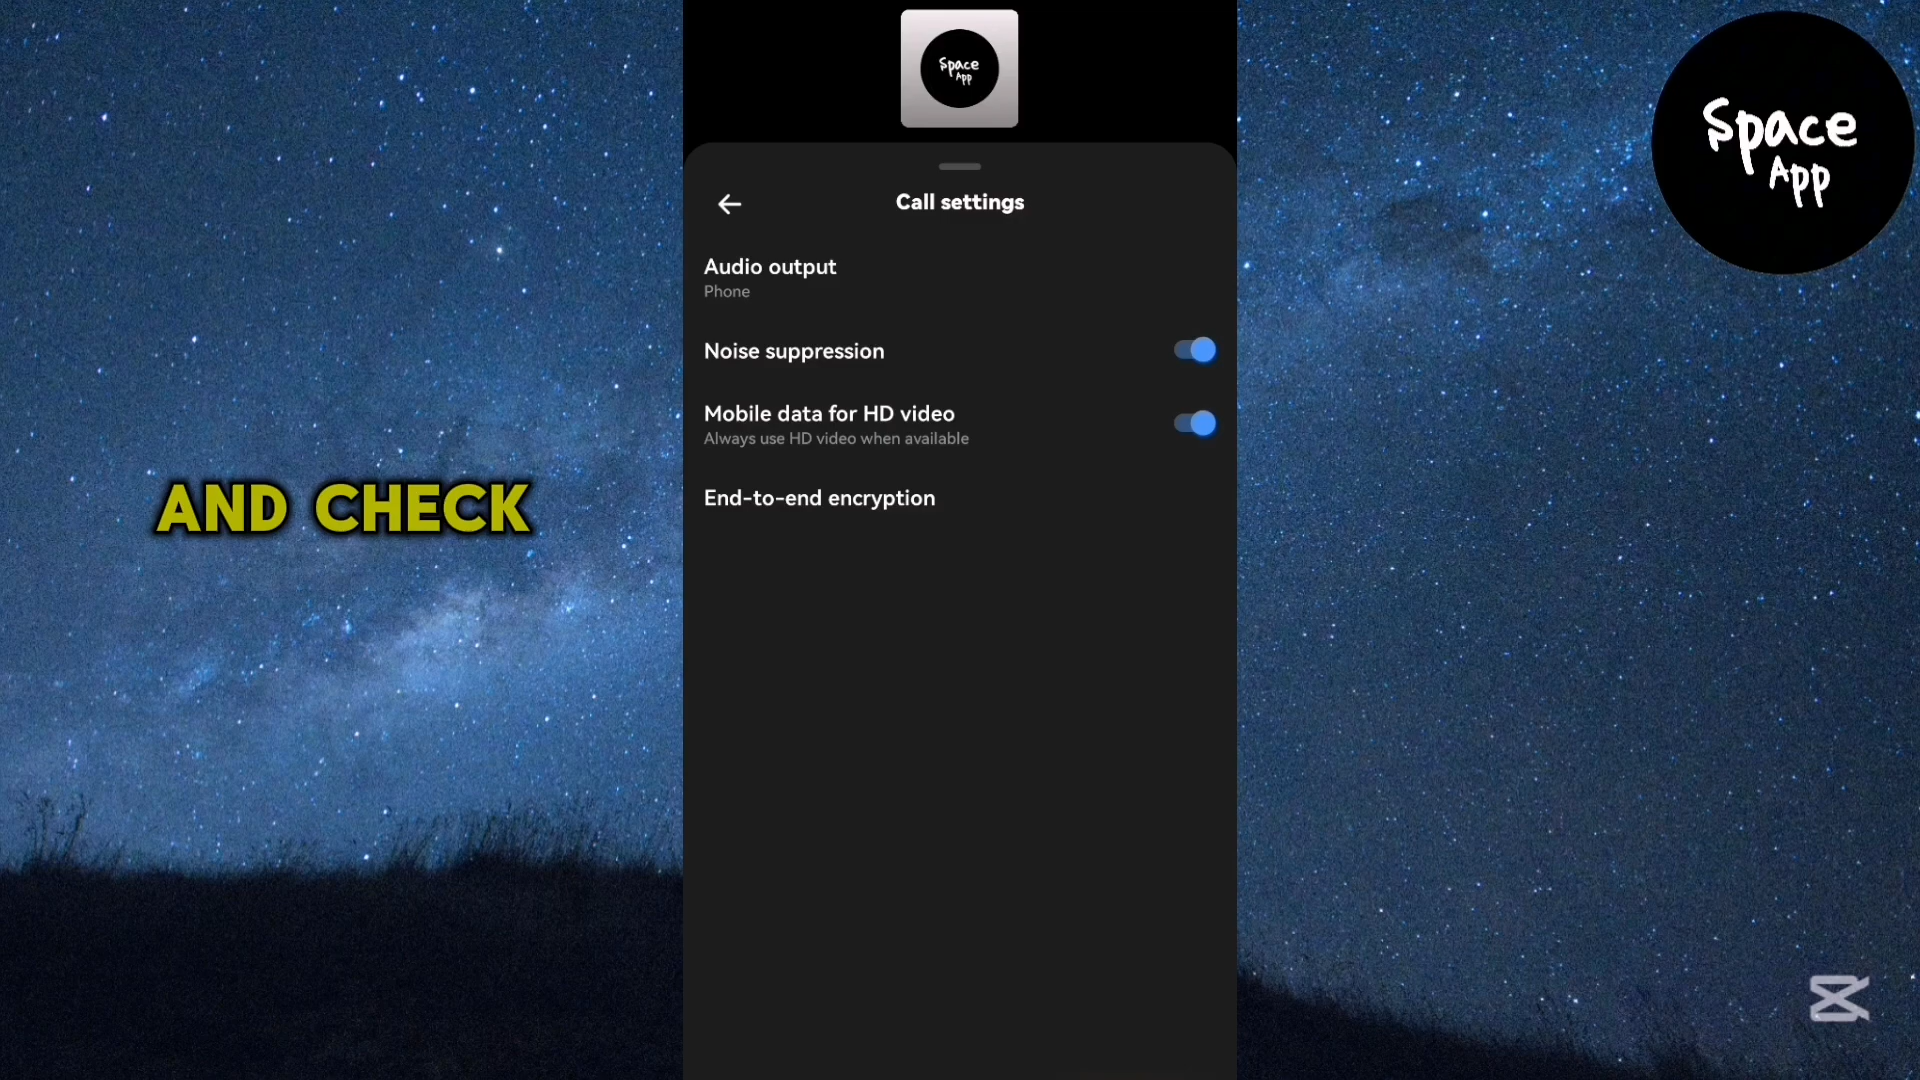 Space
App
Space
App
Call settings
Audio output
Phone
Noise suppression
Mobile data for HD video
Always use HD video when available
End-to-end encryption
AND CHECK